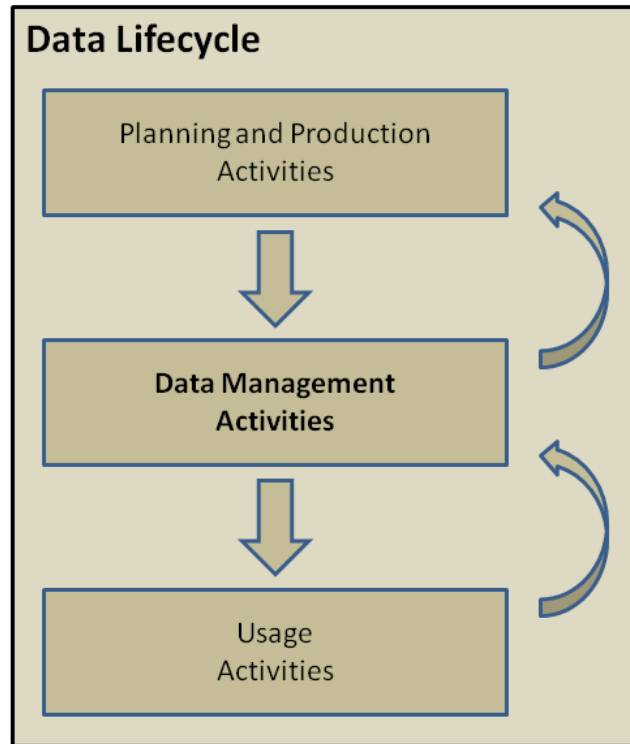 Data Lifecycle
Planning and Production
Activities
Data Management
Activities
Usage
Activities